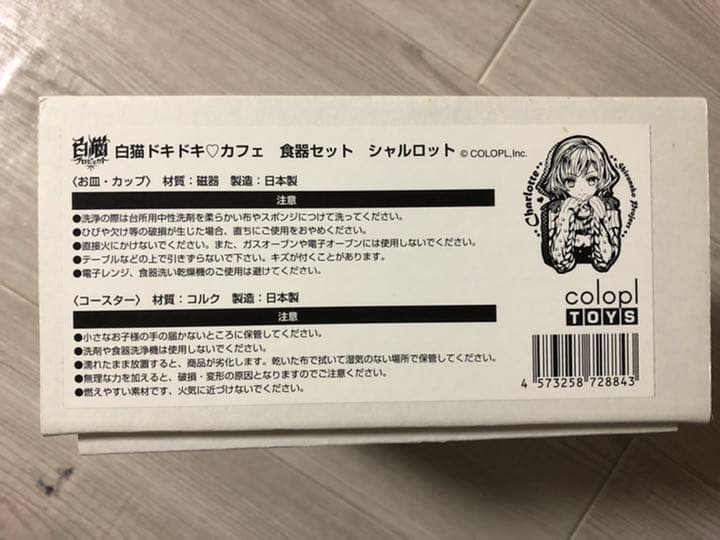 白猫プロジェクト 白猫ドキドキ♡カフェ 食器セット シャルロット © COLOPL, Inc.
〈お皿・カップ〉 材質：磁器 製造：日本製
注意
●洗浄の際は台所用中性洗剤を柔らかい布やスポンジにつけて洗ってください。
●ひびや欠け等の破損が生じた場合、直ちにご使用をおやめください。
●直接火にかけないでください。また、ガスオーブンや電子オーブンには使用しないでください。
●テーブルなどの上で引きずらないで下さい。キズが付くことがあります。
●電子レンジ、食器洗い乾燥機のご使用は避けてください。
〈コースター〉 材質：コルク 製造：日本製
注意
●小さなお子様の手の届かないところに保管してください。
●洗剤や食器洗浄機は使用しないでください。
●濡れたまま放置すると、商品が劣化します。乾いた布で拭いて湿気のない場所で保管してください。
●無理な力を加えると、破損・変形の原因となりますのでご注意ください。
●燃えやすい素材です、火気に近づけないでください。
Charlotte
Shironeko Project
colopl
TOYS
4 573258 728843